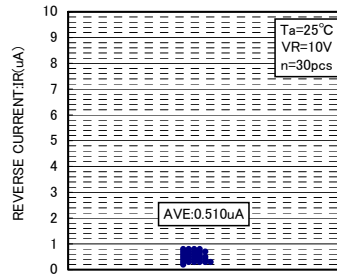 REVERSE CURRENT:IR(uA)
10
9
8
7
6
5
4
3
2
1
0
Ta=25℃
VR=10V
n=30pcs
AVE:0.510uA